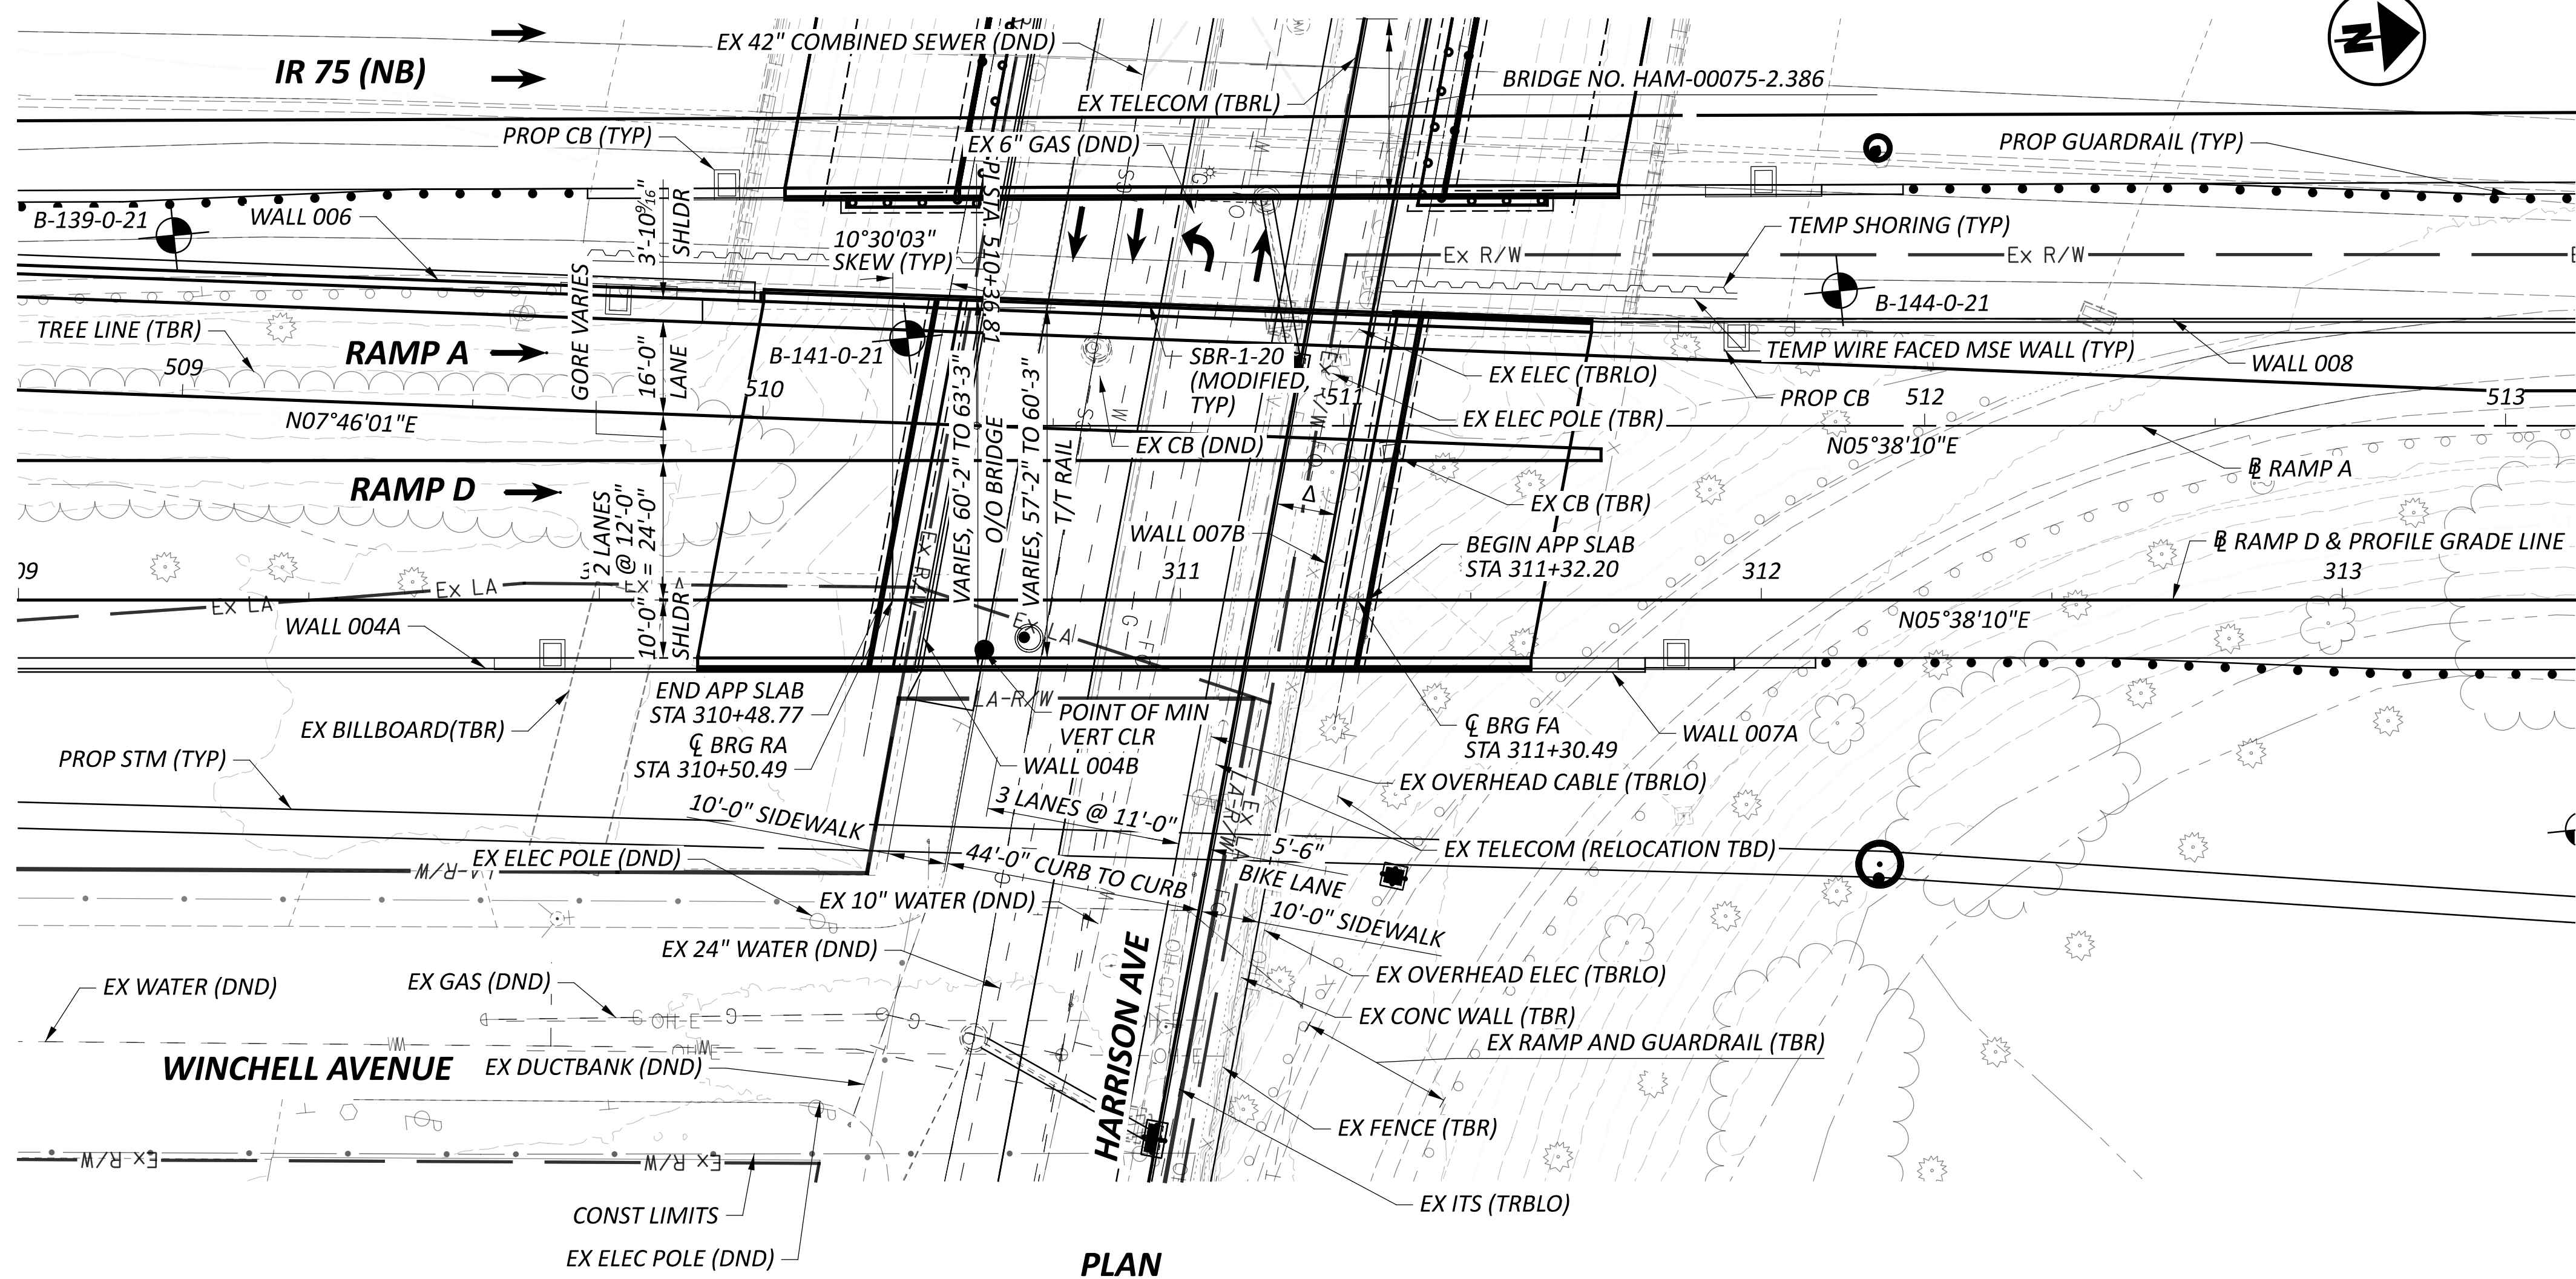 EX 42" COMBINED SEWER (DND)
IR 75 (NB)
N
BRIDGE NO. HAM-00075-2.386
EX TELECOM (TBRL)
PROP CB (TYP)
EX 6" GAS (DND)
PROP GUARDRAIL (TYP)
B-139-0-21
WALL 006
3'-10 9/16"
SHLDR
PI STA. 510+36.81
10°30'03"
SKEW (TYP)
TEMP SHORING (TYP)
Ex R/W
Ex R/W
B-144-0-21
GORE VARIES
TREE LINE (TBR)
RAMP A
509
16'-0"
LANE
B-141-0-21
510
SBR-1-20
(MODIFIED,
TYP)
EX ELEC (TBRLO)
511
TEMP WIRE FACED MSE WALL (TYP)
WALL 008
PROP CB
512
513
N07°46'01"E
EX ELEC POLE (TBR)
EX CB (DND)
N05°38'10"E
℄ RAMP A
VARIES, 60'-2" TO 63'-3"
O/O BRIDGE
VARIES, 57'-2" TO 60'-3"
T/T RAIL
RAMP D
2 LANES
@ 12'-0"
= 24'-0"
EX CB (TBR)
Δ
WALL 007B
BEGIN APP SLAB
STA 311+32.20
℄ RAMP D & PROFILE GRADE LINE
311
312
313
Ex LA
Ex LA
Ex R/W
Ex LA
10'-0"
SHLDR
WALL 004A
N05°38'10"E
END APP SLAB
STA 310+48.77
LA-R/W
POINT OF MIN
VERT CLR
EX BILLBOARD(TBR)
℄ BRG RA
STA 310+50.49
℄ BRG FA
STA 311+30.49
WALL 007A
PROP STM (TYP)
WALL 004B
EX OVERHEAD CABLE (TBRLO)
10'-0" SIDEWALK
3 LANES @ 11'-0"
EX TELECOM (RELOCATION TBD)
EX ELEC POLE (DND)
44'-0" CURB TO CURB
5'-6"
BIKE LANE
LA-R/W
EX 10" WATER (DND)
10'-0" SIDEWALK
EX 24" WATER (DND)
EX OVERHEAD ELEC (TBRLO)
EX GAS (DND)
EX WATER (DND)
EX CONC WALL (TBR)
EX RAMP AND GUARDRAIL (TBR)
HARRISON AVE
WINCHELL AVENUE
EX DUCTBANK (DND)
EX FENCE (TBR)
Ex R/W
Ex R/W
EX ITS (TRBLO)
CONST LIMITS
EX ELEC POLE (DND)
PLAN